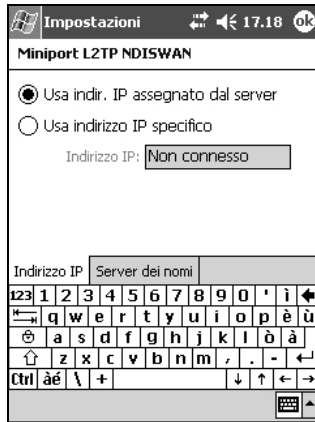 Impostazioni 17.18 ok
Miniport L2TP NDISWAN
Usa indir. IP assegnato dal server
Usa indirizzo IP specifico
Indirizzo IP: Non connesso
Indirizzo IP Server dei nomi
123 1 2 3 4 5 6 7 8 9 0 ' ì
q w e r t y u i o p è ù
a s d f g h j k l ò à
z x c v b n m , . -
Ctrl àé \ +